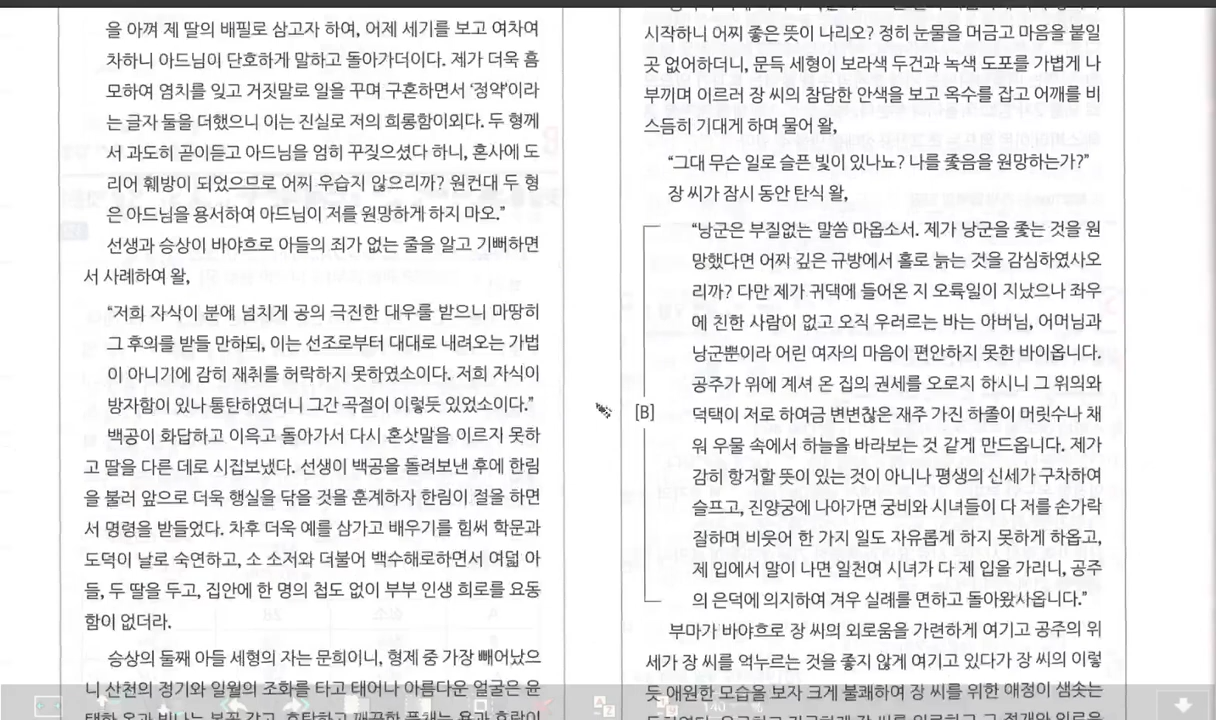 을 아껴 제 딸의 배필로 삼고자 하여, 어제 세기를 보고 여차여
차하니 아드님이 단호하게 말하고 돌아가더이다. 제가 더욱 흠
모하여 염치를 잊고 거짓말로 일을 꾸며 구혼하면서 ‘정약’이라
는 글자 둘을 더했으니 이는 진실로 저의 희롱함이외다. 두 형께
서 과도히 곧이듣고 아드님을 엄히 꾸짖으셨다 하니, 혼사에 도
리어 훼방이 되었으므로 어찌 우습지 않으리까? 원컨대 두 형
은 아드님을 용서하여 아드님이 저를 원망하게 하지 마오.”
선생과 승상이 바야흐로 아들의 죄가 없는 줄을 알고 기뻐하면
서 사례하여 왈,
“저희 자식이 분에 넘치게 공의 극진한 대우를 받으니 마땅히
그 후의를 받들 만하되, 이는 선조로부터 대대로 내려오는 가법
이 아니기에 감히 재취를 허락하지 못하였소이다. 저희 자식이
방자함이 있나 통탄하였더니 그간 곡절이 이렇듯 있었소이다.”
백공이 화답하고 이윽고 돌아가서 다시 혼삿말을 이르지 못하
고 딸을 다른 데로 시집보냈다. 선생이 백공을 돌려보낸 후에 한림
을 불러 앞으로 더욱 행실을 닦을 것을 훈계하자 한림이 절을 하면
서 명령을 받들었다. 차후 더욱 예를 삼가고 배우기를 힘써 학문과
도덕이 날로 숙연하고, 소 소저와 더불어 백수해로하면서 여덟 아
들, 두 딸을 두고, 집안에 한 명의 첩도 없이 부부 인생 희로를 요동
함이 없더라.
승상의 둘째 아들 세형의 자는 문희이니, 형제 중 가장 빼어났으
니 산천의 정기와 일월의 조화를 타고 태어나 아름다운 얼굴은 윤
시작하니 어찌 좋은 뜻이 나리오? 정히 눈물을 머금고 마음을 붙일
곳 없어하더니, 문득 세형이 보라색 두건과 녹색 도포를 가볍게 나
부끼며 이르러 장 씨의 참담한 안색을 보고 옥수를 잡고 어깨를 비
스듬히 기대게 하며 물어 왈,
“그대 무슨 일로 슬픈 빛이 있나뇨? 나를 좇음을 원망하는가?”
장 씨가 잠시 동안 탄식 왈,
“낭군은 부질없는 말씀 마옵소서. 제가 낭군을 좇는 것을 원
망했다면 어찌 깊은 규방에서 홀로 늙는 것을 감심하였사오
리까? 다만 제가 귀댁에 들어온 지 오륙일이 지났으나 좌우
에 친한 사람이 없고 오직 우러르는 바는 아버님, 어머님과
낭군뿐이라 어린 여자의 마음이 편안하지 못한 바이옵니다.
공주가 위에 계셔 온 집의 권세를 오로지 하시니 그 위의와
[B] 덕택이 저로 하여금 변변찮은 재주 가진 하졸이 머릿수나 채
워 우물 속에서 하늘을 바라보는 것 같게 만드옵니다. 제가
감히 항거할 뜻이 있는 것이 아니나 평생의 신세가 구차하여
슬프고, 진양궁에 나아가면 궁비와 시녀들이 다 저를 손가락
질하며 비웃어 한 가지 일도 자유롭게 하지 못하게 하옵고,
제 입에서 말이 나면 일천여 시녀가 다 제 입을 가리니, 공주
의 은덕에 의지하여 겨우 실례를 면하고 돌아왔사옵니다.”
부마가 바야흐로 장 씨의 외로움을 가련하게 여기고 공주의 위
세가 장 씨를 억누르는 것을 좋지 않게 여기고 있다가 장 씨의 이렇
듯 애원한 모습을 보자 크게 불쾌하여 장 씨를 위한 애정이 샘솟는